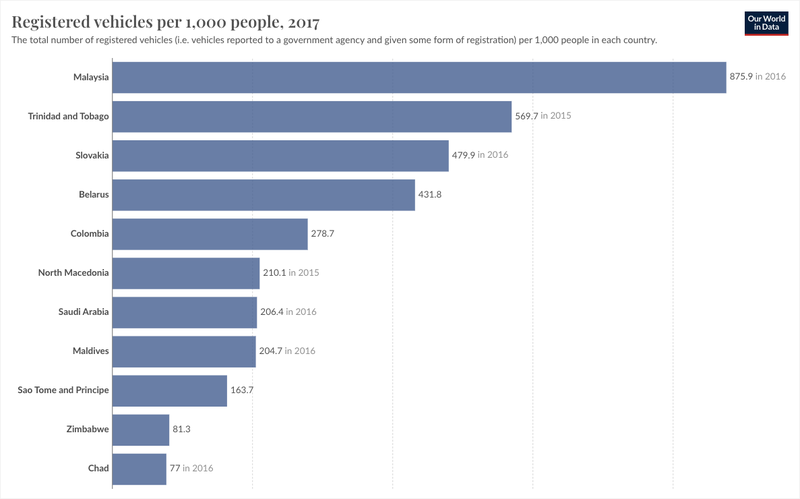 Registered vehicles per 1,000 people, 2017
Our World
in Data
The total number of registered vehicles (i.e. vehicles reported to a government agency and given some form of registration) per 1,000 people in each country.
Malaysia 875.9 in 2016
Trinidad and Tobago 569.7 in 2015
Slovakia 479.9 in 2016
Belarus 431.8
Colombia 278.7
North Macedonia 210.1 in 2015
Saudi Arabia 206.4 in 2016
Maldives 204.7 in 2016
Sao Tome and Principe 163.7
Zimbabwe 81.3
Chad 77 in 2016